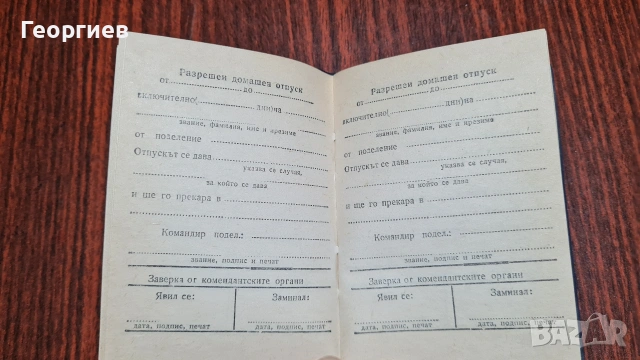 Георгиев
Разрешен домашен отпуск
от ........ до ........
включително( ........ дни)на
звание, фамилия, име и презиме
от поделение ........
Отпускът се дава ........
указва се случая,
за който се дава
и ще го прекара в ........
Командир подел.: ........
звание, подпис и печат
Заверка от комендантските органи
Явил се: Заминал:
дата, подпис, печат дата, подпис, печат
Разрешен домашен отпуск
от ........ до ........
включително( ........ дни)на
звание, фамилия, име и презиме
от поделение ........
Отпускът се дава ........
указва се случая,
за който се дава
и ще го прекара в ........
Командир подел.: ........
звание, подпис и печат
Заверка от комендантските органи
Явил се: Заминал:
дата, подпис, печат дата, подпис, печат
BAZAR